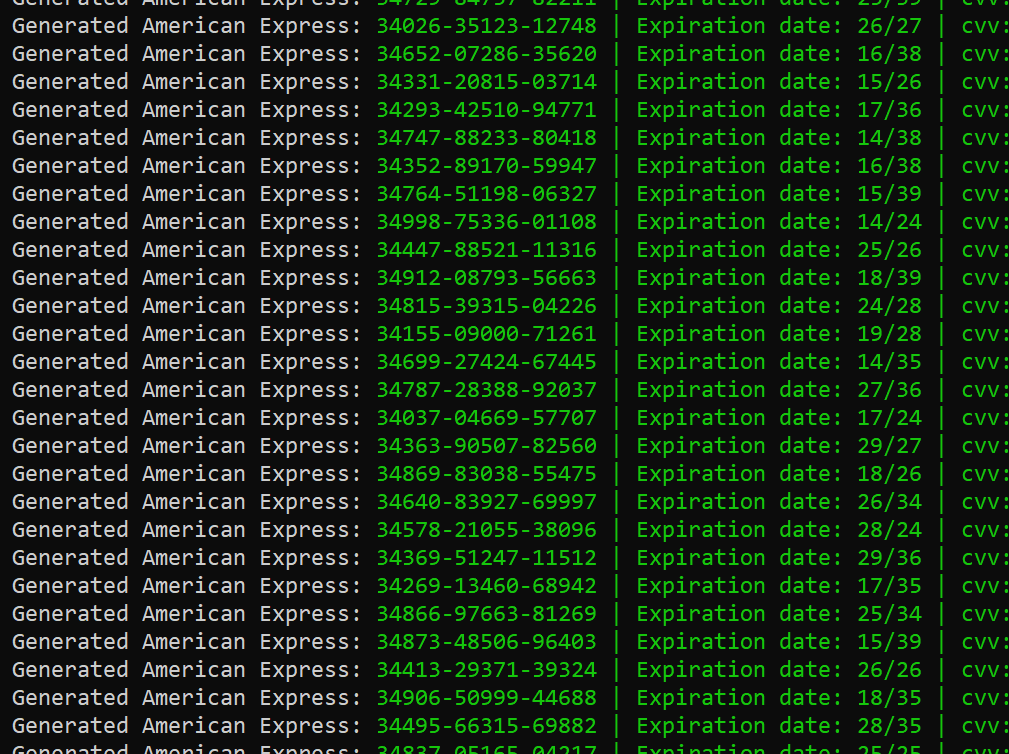 Generated American Express: 34729-84757-82211 | Expiration date: 29/39 | cvv:
Generated American Express: 34026-35123-12748 | Expiration date: 26/27 | cvv:
Generated American Express: 34652-07286-35620 | Expiration date: 16/38 | cvv:
Generated American Express: 34331-20815-03714 | Expiration date: 15/26 | cvv:
Generated American Express: 34293-42510-94771 | Expiration date: 17/36 | cvv:
Generated American Express: 34747-88233-80418 | Expiration date: 14/38 | cvv:
Generated American Express: 34352-89170-59947 | Expiration date: 16/38 | cvv:
Generated American Express: 34764-51198-06327 | Expiration date: 15/39 | cvv:
Generated American Express: 34998-75336-01108 | Expiration date: 14/24 | cvv:
Generated American Express: 34447-88521-11316 | Expiration date: 25/26 | cvv:
Generated American Express: 34912-08793-56663 | Expiration date: 18/39 | cvv:
Generated American Express: 34815-39315-04226 | Expiration date: 24/28 | cvv:
Generated American Express: 34155-09000-71261 | Expiration date: 19/28 | cvv:
Generated American Express: 34699-27424-67445 | Expiration date: 14/35 | cvv:
Generated American Express: 34787-28388-92037 | Expiration date: 27/36 | cvv:
Generated American Express: 34037-04669-57707 | Expiration date: 17/24 | cvv:
Generated American Express: 34363-90507-82560 | Expiration date: 29/27 | cvv:
Generated American Express: 34869-83038-55475 | Expiration date: 18/26 | cvv:
Generated American Express: 34640-83927-69997 | Expiration date: 26/34 | cvv:
Generated American Express: 34578-21055-38096 | Expiration date: 28/24 | cvv:
Generated American Express: 34369-51247-11512 | Expiration date: 29/36 | cvv:
Generated American Express: 34269-13460-68942 | Expiration date: 17/35 | cvv:
Generated American Express: 34866-97663-81269 | Expiration date: 25/34 | cvv:
Generated American Express: 34873-48506-96403 | Expiration date: 15/39 | cvv:
Generated American Express: 34413-29371-39324 | Expiration date: 26/26 | cvv:
Generated American Express: 34906-50999-44688 | Expiration date: 18/35 | cvv:
Generated American Express: 34495-66315-69882 | Expiration date: 28/35 | cvv:
Generated American Express: | Expiration date: | cvv: